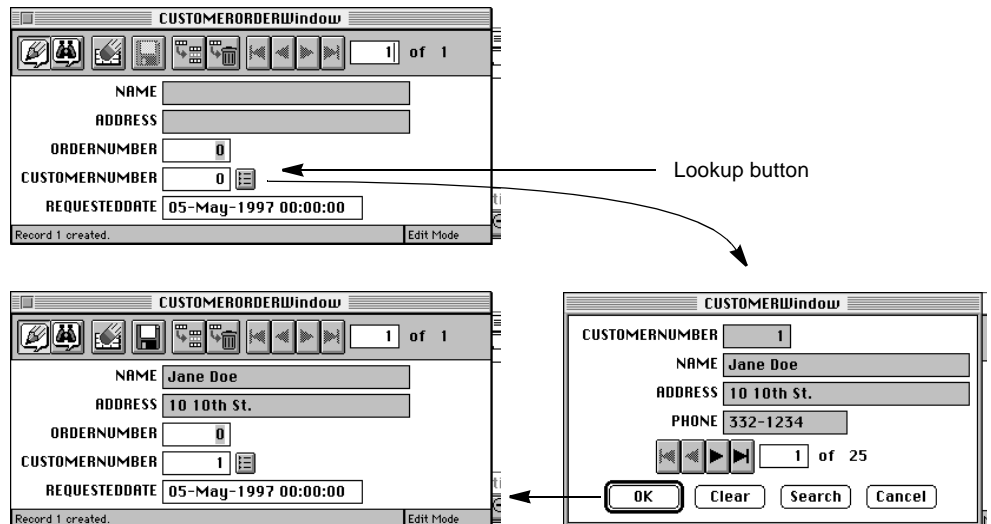 CUSTOMERORDERWindow
1 of 1
NAME
ADDRESS
ORDERNUMBER 0
CUSTOMERNUMBER 0
REQUESTEDDATE 05-May-1997 00:00:00
Record 1 created. Edit Mode
Lookup button
CUSTOMERORDERWindow
1 of 1
NAME Jane Doe
ADDRESS 10 10th St.
ORDERNUMBER 0
CUSTOMERNUMBER 1
REQUESTEDDATE 05-May-1997 00:00:00
Record 1 created. Edit Mode
CUSTOMERWindow
CUSTOMERNUMBER 1
NAME Jane Doe
ADDRESS 10 10th St.
PHONE 332-1234
1 of 25
OK Clear Search Cancel